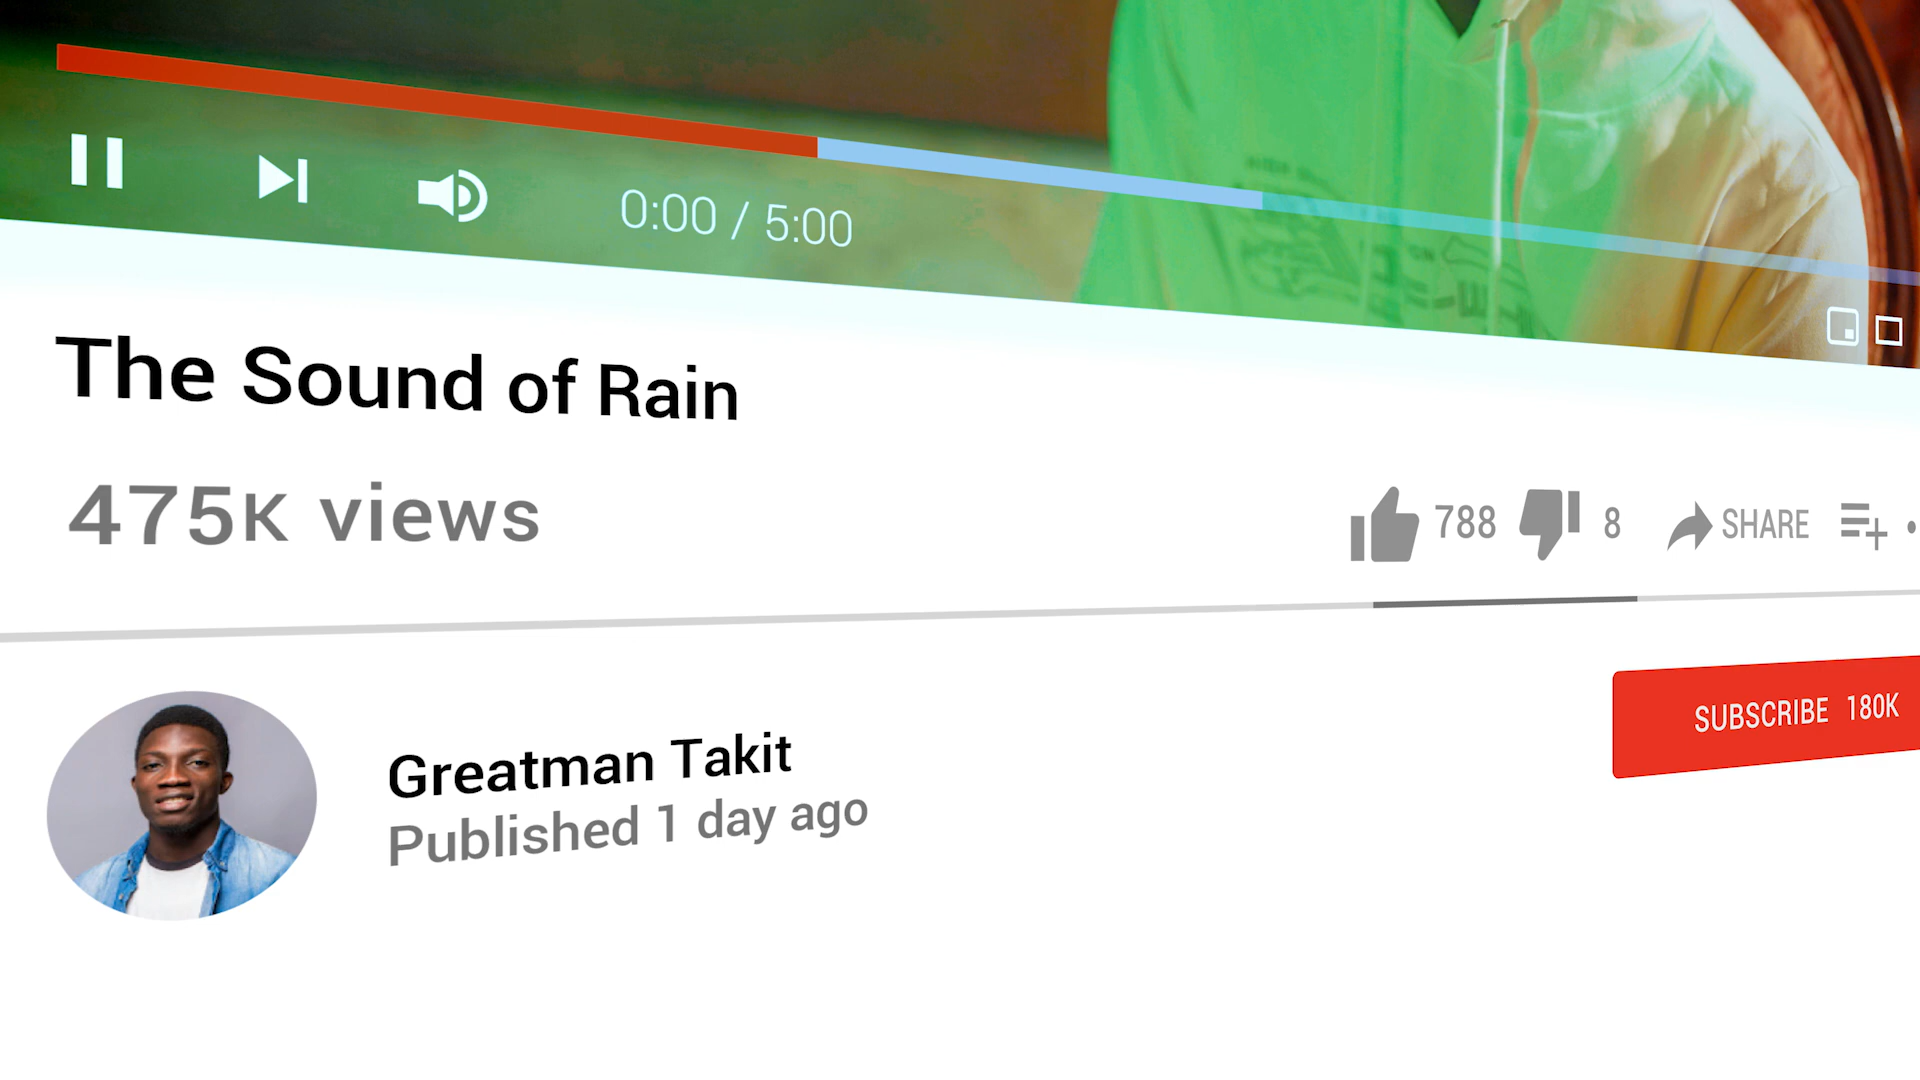 0:00 / 5:00
The Sound of Rain
475K views
788 8 SHARE
Greatman Takit
Published 1 day ago
SUBSCRIBE 180K